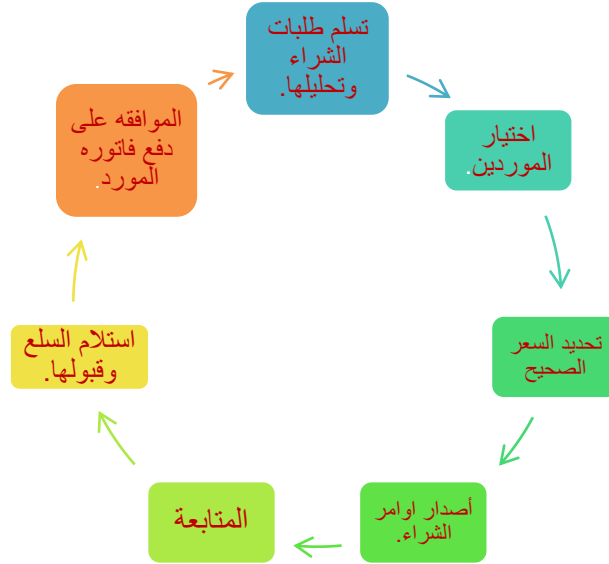 تسلم طلبات
الشراء
وتحليلها.
اختيار
الموردين.
تحديد السعر
الصحيح
أصدار اوامر
الشراء.
المتابعة
استلام السلع
وقبولها.
الموافقه على
دفع فاتوره
المورد.